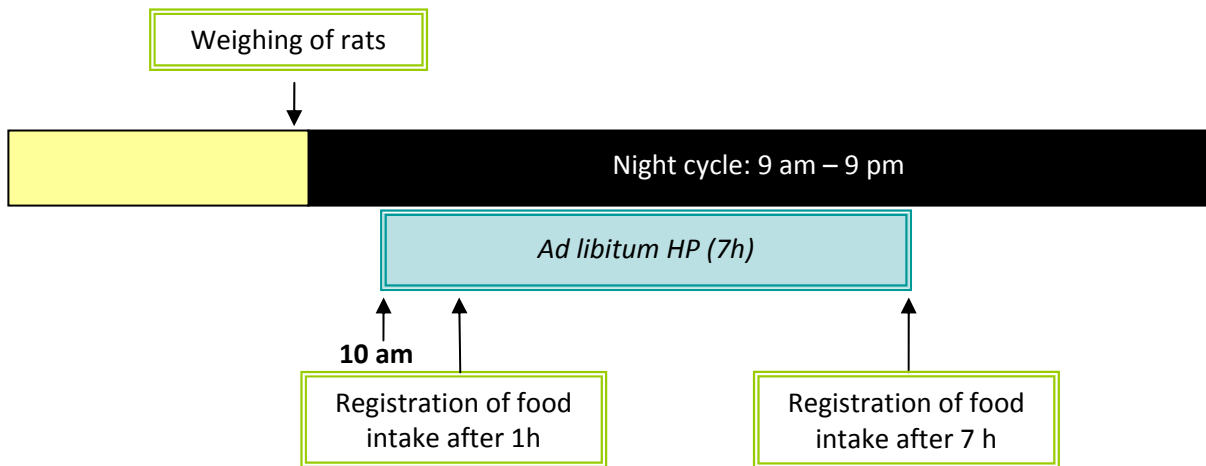 Weighing of rats
Night cycle: 9 am – 9 pm
Ad libitum HP (7h)
10 am
Registration of food
intake after 1h
Registration of food
intake after 7 h